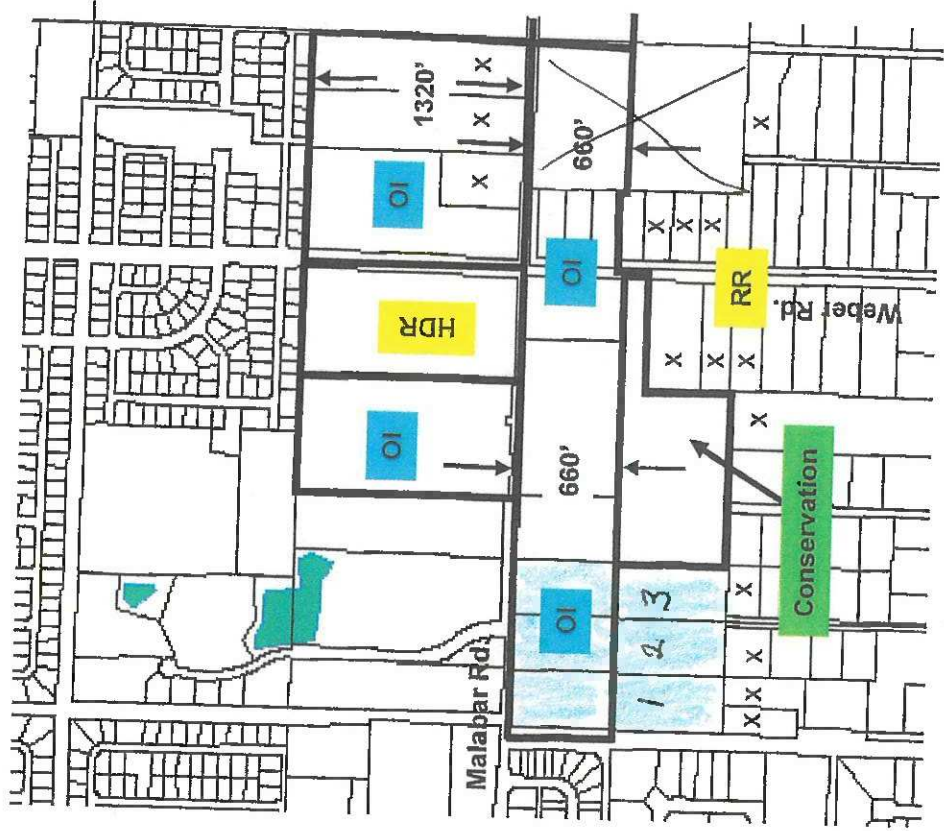 1320'
X
X
X
OI
HDR
OI
660'
OI
X
X
X
X
RR
Weber Rd.
X
X
X
X
660'
Conservation
Malabar Rd.
OI
1
2
3
X
X
X
X